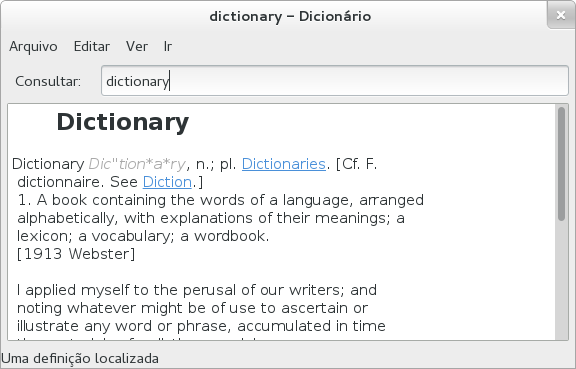 dictionary – Dicionário
Arquivo Editar Ver Ir
Consultar: dictionary
Dictionary
Dictionary Dic"tion*a*ry, n.; pl. Dictionaries. [Cf. F.
dictionnaire. See Diction.]
1. A book containing the words of a language, arranged
alphabetically, with explanations of their meanings; a
lexicon; a vocabulary; a wordbook.
[1913 Webster]
I applied myself to the perusal of our writers; and
noting whatever might be of use to ascertain or
illustrate any word or phrase, accumulated in time
Uma definição localizada